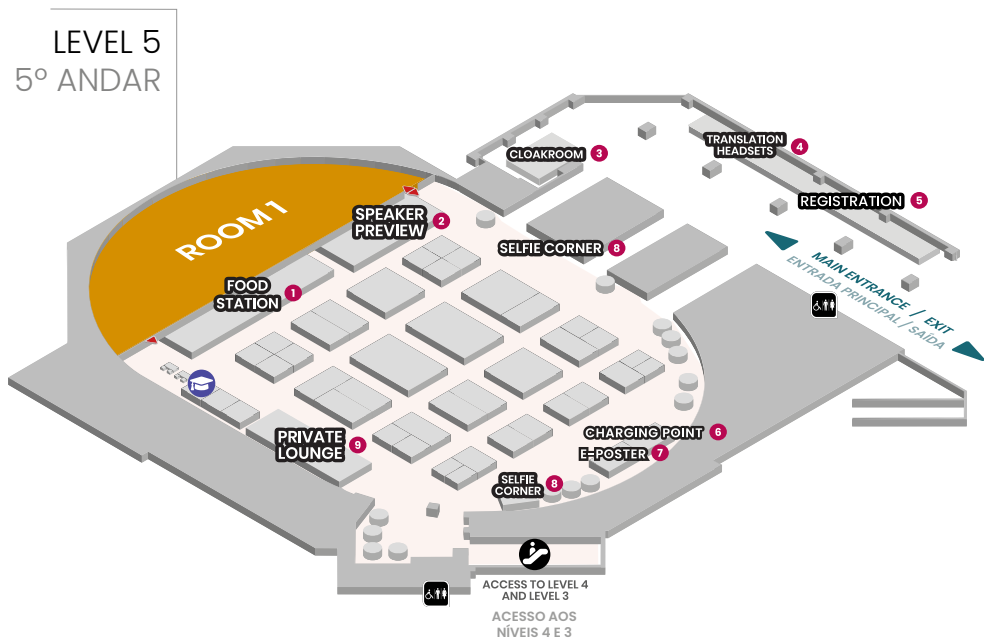 LEVEL 5
5º ANDAR
CLOAKROOM 3
TRANSLATION
HEADSETS 4
REGISTRATION 5
ROOM 1
SPEAKER
PREVIEW 2
SELFIE CORNER 8
MAIN ENTRANCE / EXIT
ENTRADA PRINCIPAL / SAÍDA
FOOD
STATION 1
PRIVATE
LOUNGE 9
CHARGING POINT 6
E-POSTER 7
SELFIE
CORNER 8
ACCESS TO LEVEL 4
AND LEVEL 3
ACESSO AOS
NÍVEIS 4 E 3